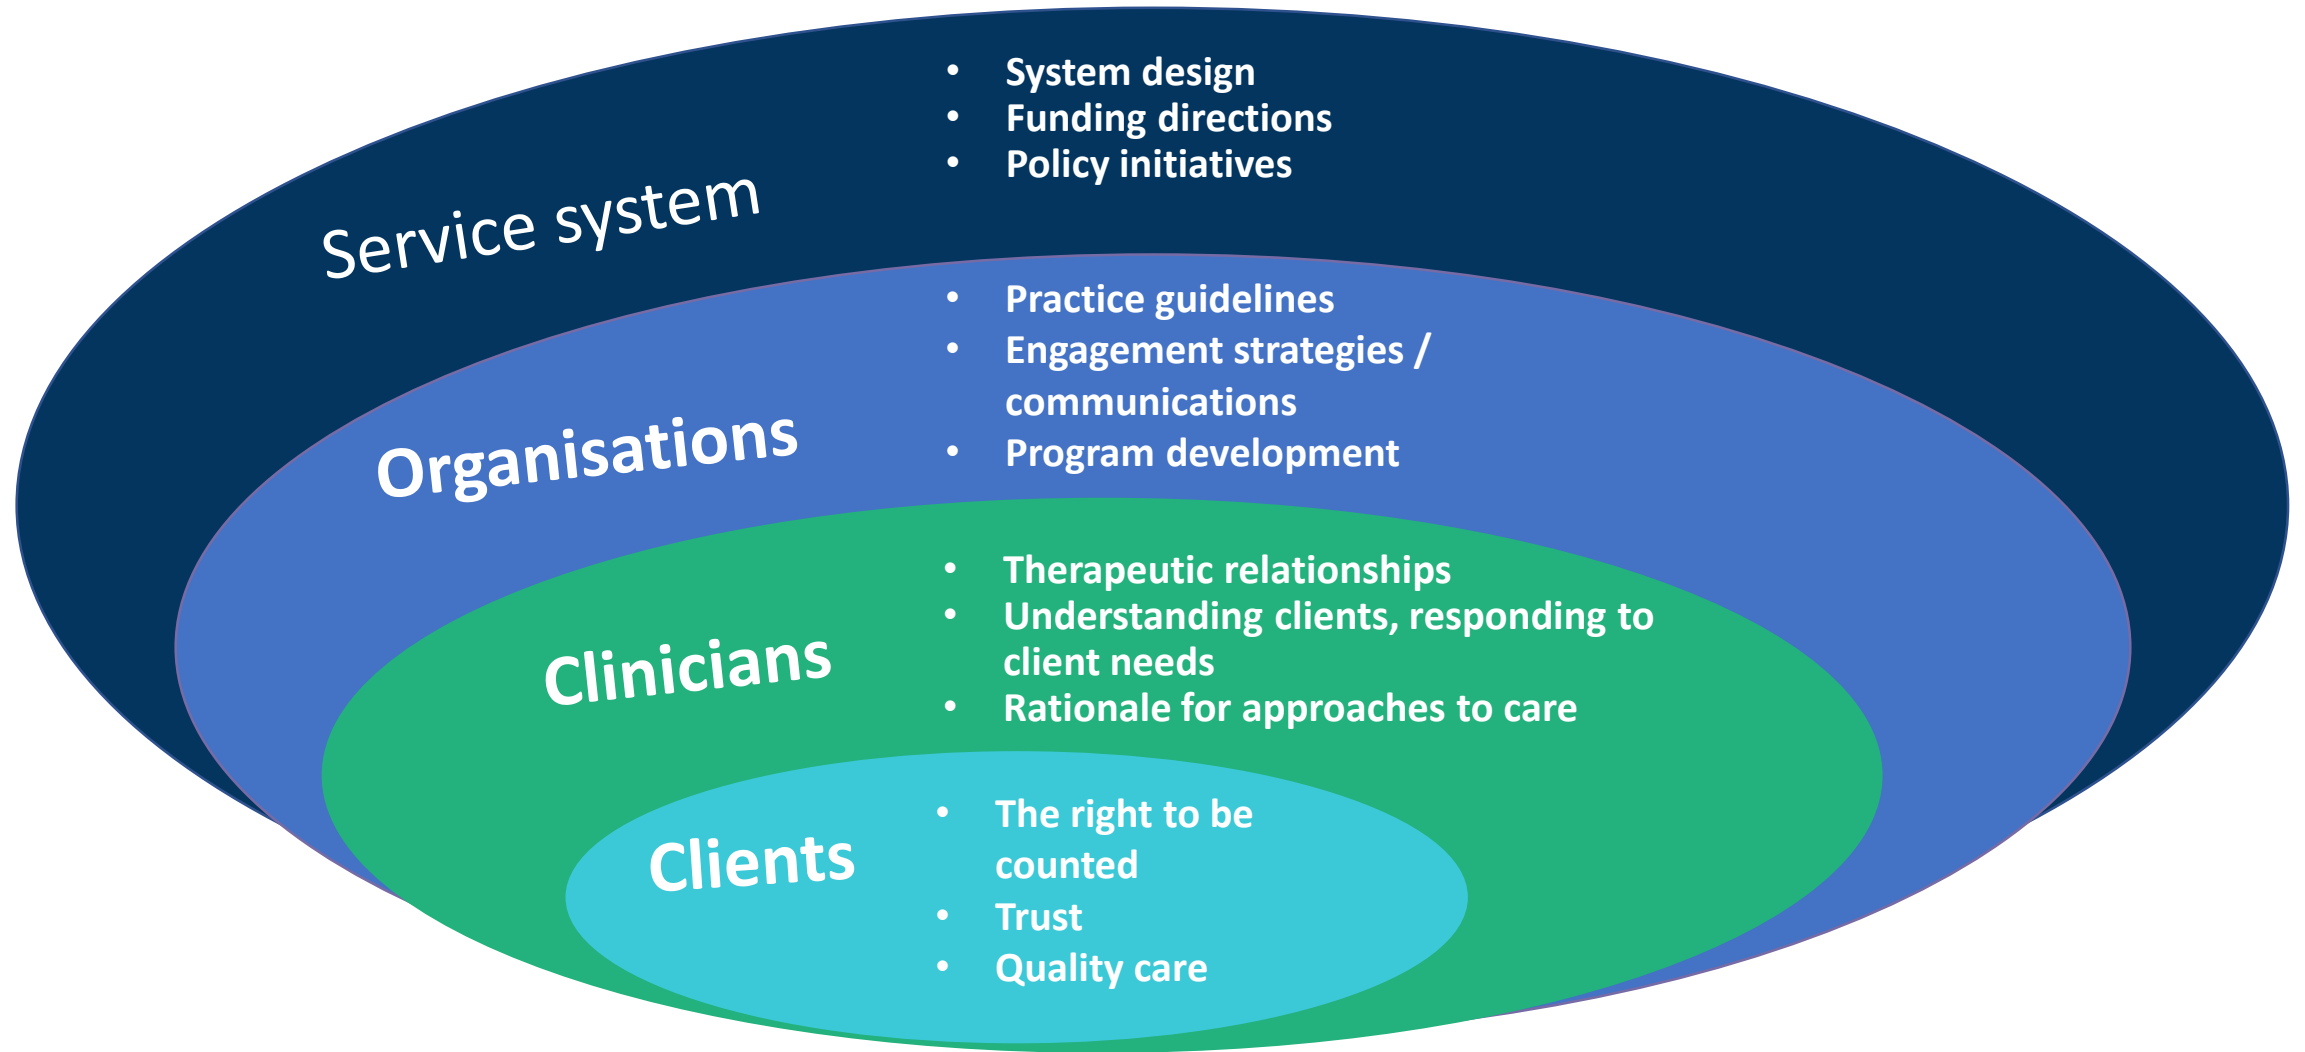 Service system
• System design
• Funding directions
• Policy initiatives
Organisations
• Practice guidelines
• Engagement strategies /
communications
• Program development
Clinicians
• Therapeutic relationships
• Understanding clients, responding to
client needs
• Rationale for approaches to care
Clients
• The right to be
counted
• Trust
• Quality care